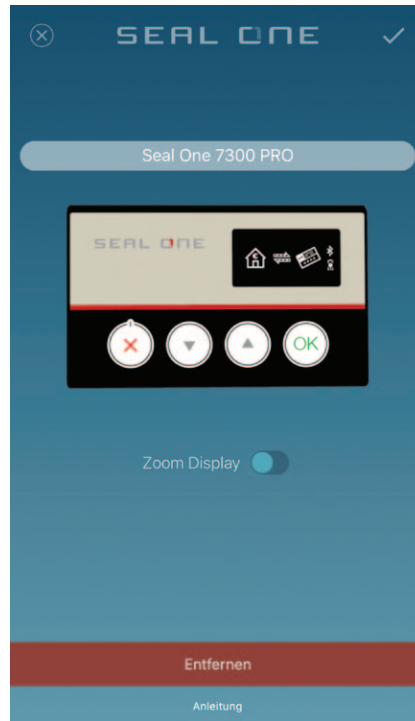 SEAL ONE
Seal One 7300 PRO
SEAL ONE
OK
Zoom Display
Entfernen
Anleitung